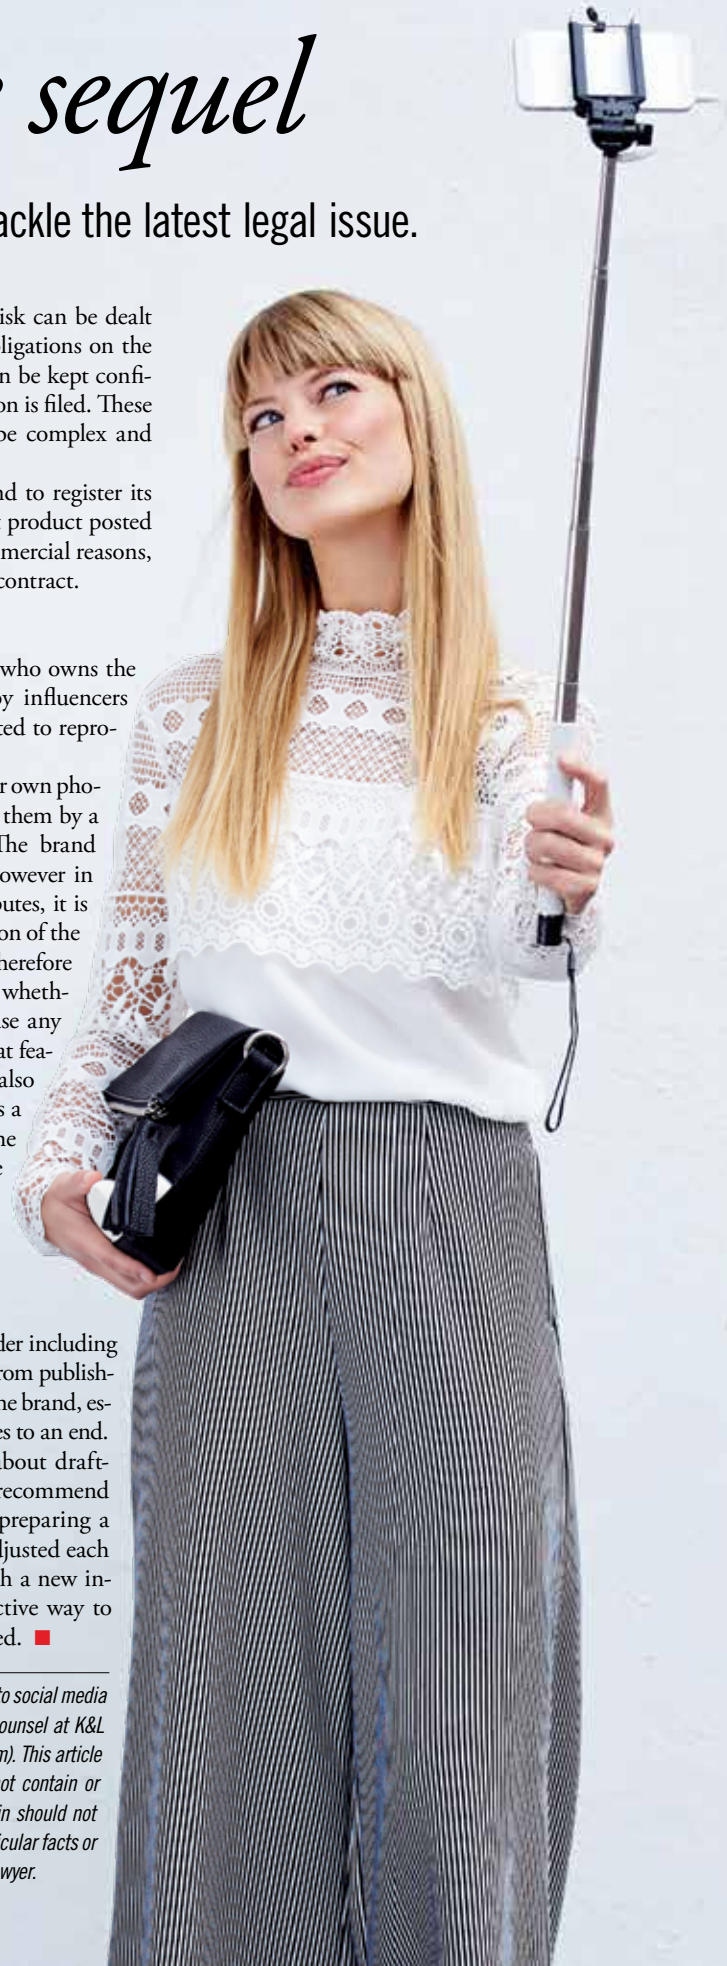 sequel
ackle the latest legal issue.
isk can be dealt
ligations on the
n be kept confi-
on is filed. These
be complex and
nd to register its
t product posted
mercial reasons,
contract.
who owns the
by influencers
ted to repro-
r own pho-
them by a
The brand
owever in
putes, it is
on of the
herefore
wheth-
se any
at fea-
also
s a
he
e
der including
rom publish-
he brand, es-
es to an end.
about draft-
recommend
preparing a
djusted each
h a new in-
ctive way to
ed.
to social media
ounsel at K&L
m). This article
not contain or
in should not
icular facts or
wyer.